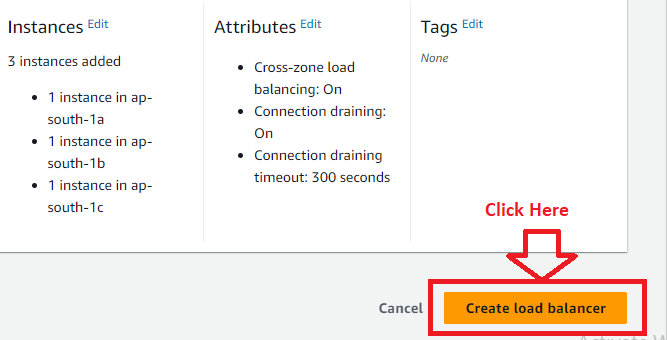 Instances Edit
3 instances added
1 instance in ap-
south-1a
1 instance in ap-
south-1b
1 instance in ap-
south-1c
Attributes Edit
Cross-zone load
balancing: On
Connection draining:
On
Connection draining
timeout: 300 seconds
Tags Edit
None
Click Here
Cancel
Create load balancer